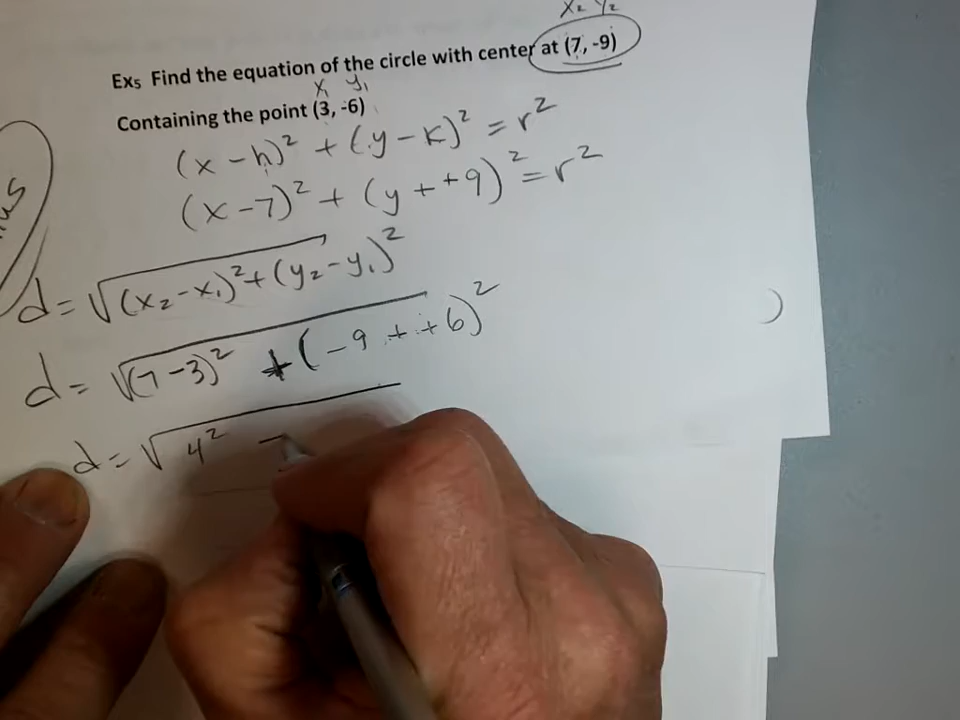 x₂ y₂
Ex₅ Find the equation of the circle with center at (7, -9)
x₁ y₁
Containing the point (3, -6)
(x - h)² + (y - k)² = r²
(x - 7)² + (y + +9)² = r²
d = √(x₂ - x₁)² + (y₂ - y₁)²
d = √(7 - 3)² + (-9 + +6)²
d = √4²